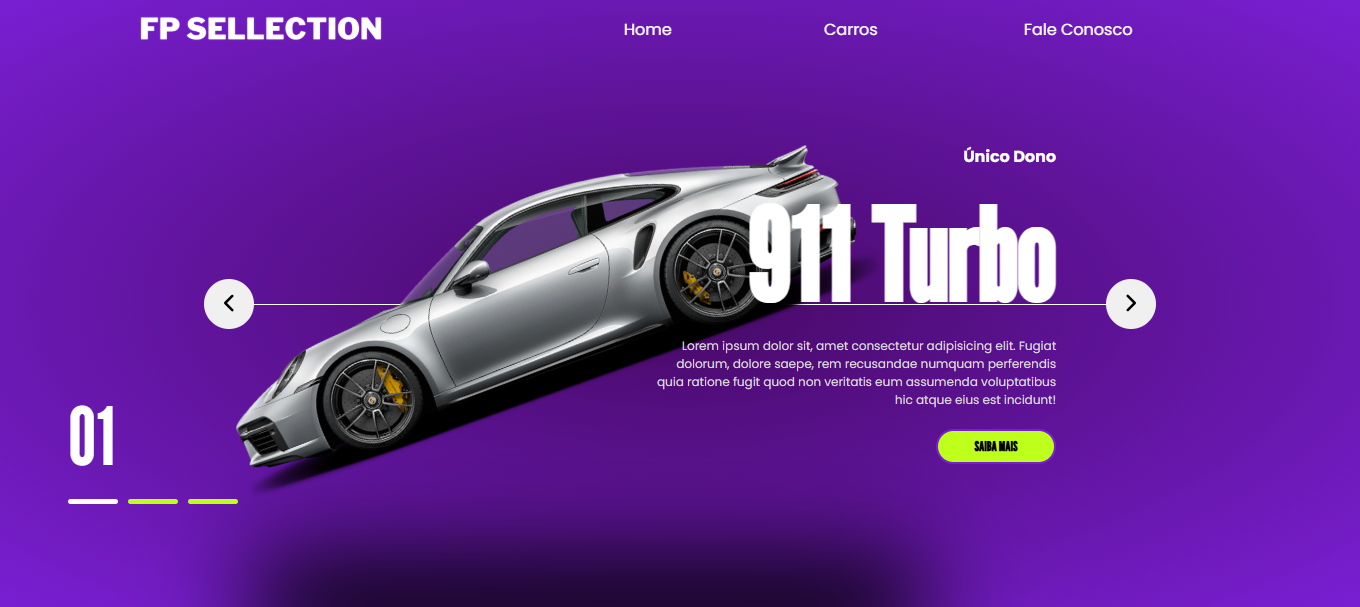 FP SELLECTION
Home
Carros
Fale Conosco
Único Dono
911 Turbo
Lorem ipsum dolor sit, amet consectetur adipisicing elit. Fugiat
dolorum, dolore saepe, rem recusandae numquam perferendis
quia ratione fugit quod non veritatis eum assumenda voluptatibus
hic atque eius est incidunt!
SAIBA MAIS
01